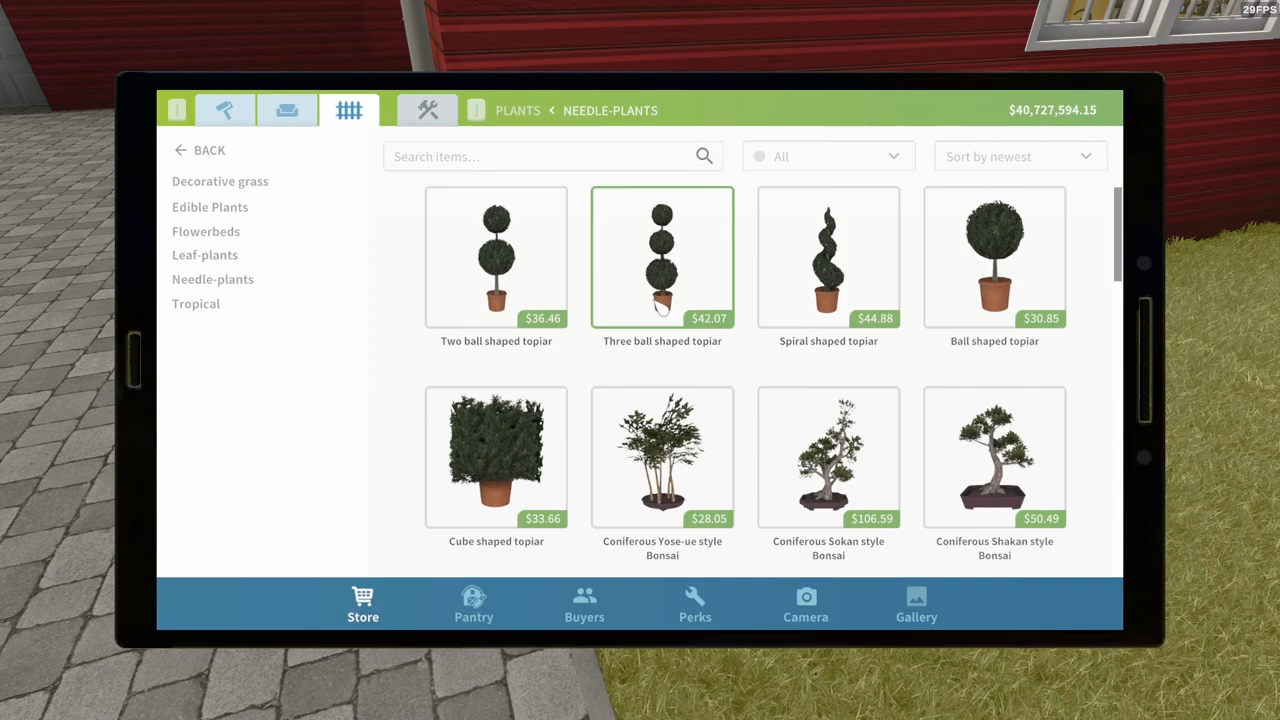 29FPS
PLANTS < NEEDLE-PLANTS
$40,727,594.15
BACK
Search items...
All
Sort by newest
Decorative grass
Edible Plants
Flowerbeds
Leaf-plants
Needle-plants
Tropical
$36.46
$42.07
$44.88
$30.85
Two ball shaped topiar
Three ball shaped topiar
Spiral shaped topiar
Ball shaped topiar
$33.66
$28.05
$106.59
$50.49
Cube shaped topiar
Coniferous Yose-ue style
Bonsai
Coniferous Sokan style
Bonsai
Coniferous Shakan style
Bonsai
Store
Pantry
Buyers
Perks
Camera
Gallery